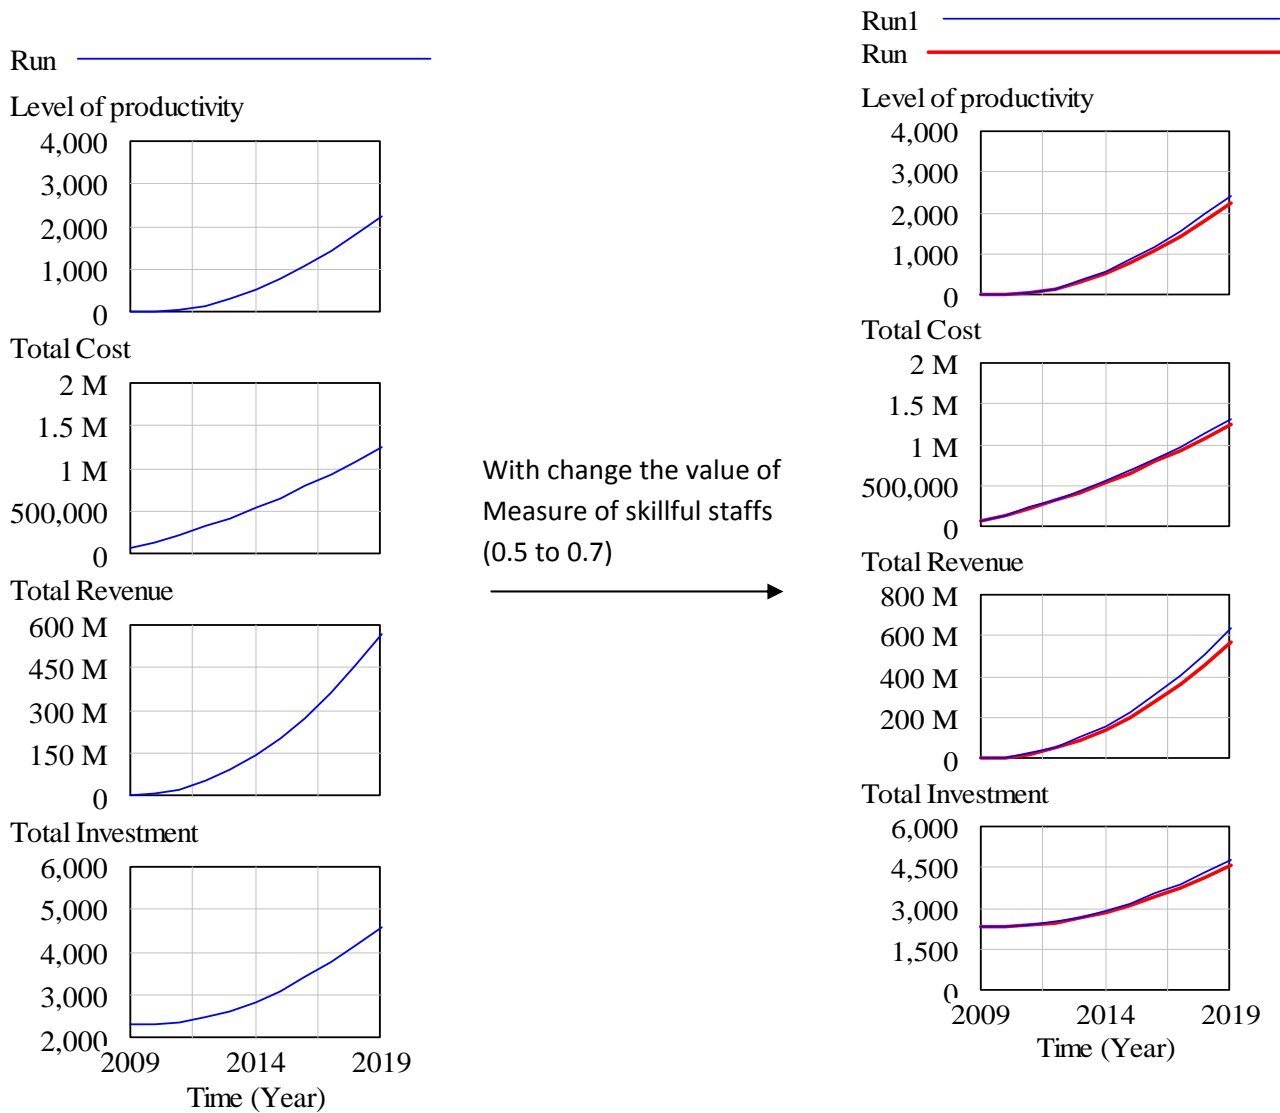 Run
Level of productivity
4,000
3,000
2,000
1,000
0
Total Cost
2 M
1.5 M
1 M
500,000
0
Total Revenue
600 M
450 M
300 M
150 M
0
Total Investment
6,000
5,000
4,000
3,000
2,000
2009 2014 2019
Time (Year)
With change the value of
Measure of skillful staffs
(0.5 to 0.7)
Run1
Run
Level of productivity
4,000
3,000
2,000
1,000
0
Total Cost
2 M
1.5 M
1 M
500,000
0
Total Revenue
800 M
600 M
400 M
200 M
0
Total Investment
6,000
4,500
3,000
1,500
0
2009 2014 2019
Time (Year)